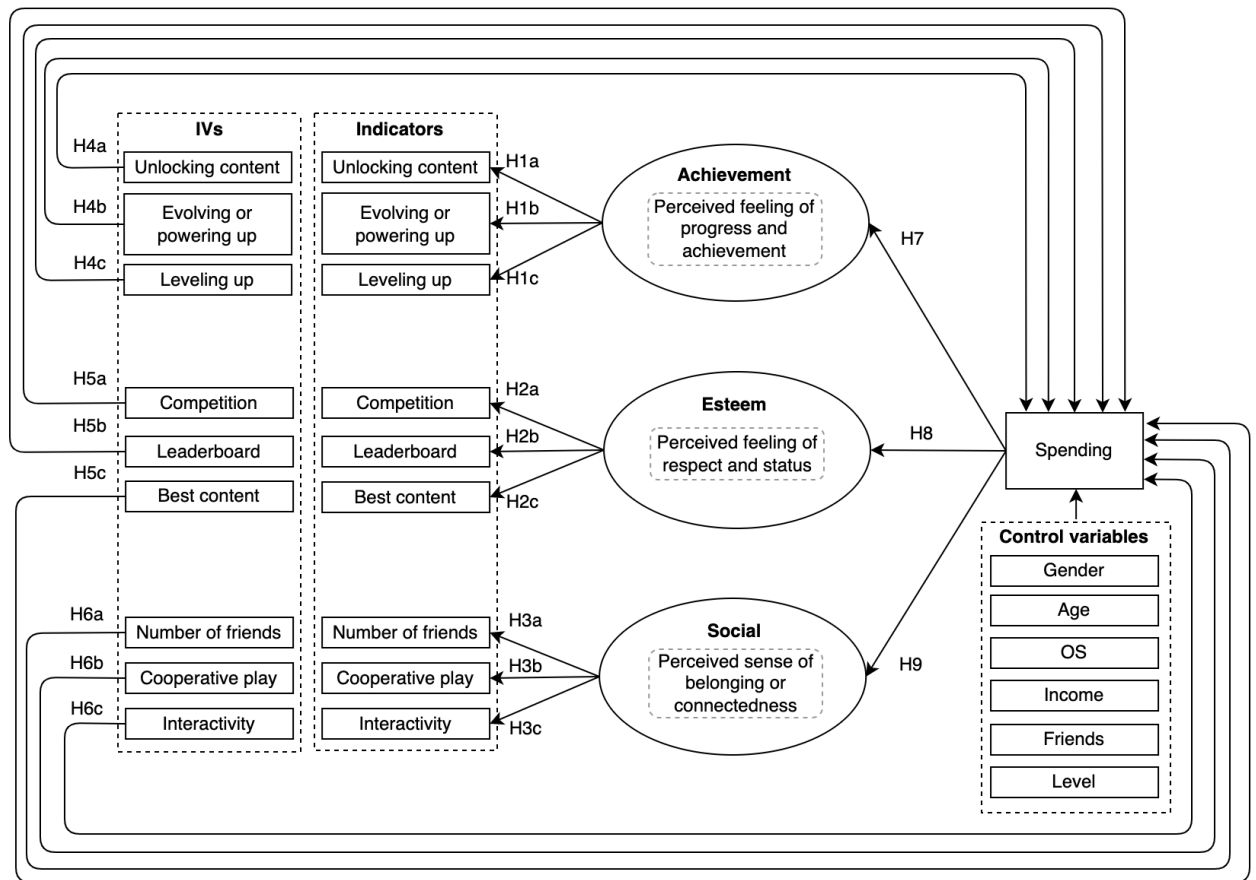 IVs
Indicators
H4a
Unlocking content
Unlocking content
H1a
H4b
Evolving or
powering up
Evolving or
powering up
H1b
H4c
Leveling up
Leveling up
H1c
Achievement
Perceived feeling of
progress and
achievement
H7
H5a
Competition
Competition
H2a
H5b
Leaderboard
Leaderboard
H2b
H5c
Best content
Best content
H2c
Esteem
Perceived feeling of
respect and status
H8
Spending
H6a
Number of friends
Number of friends
H3a
H6b
Cooperative play
Cooperative play
H3b
H6c
Interactivity
Interactivity
H3c
Social
Perceived sense of
belonging or
connectedness
H9
Control variables
Gender
Age
OS
Income
Friends
Level